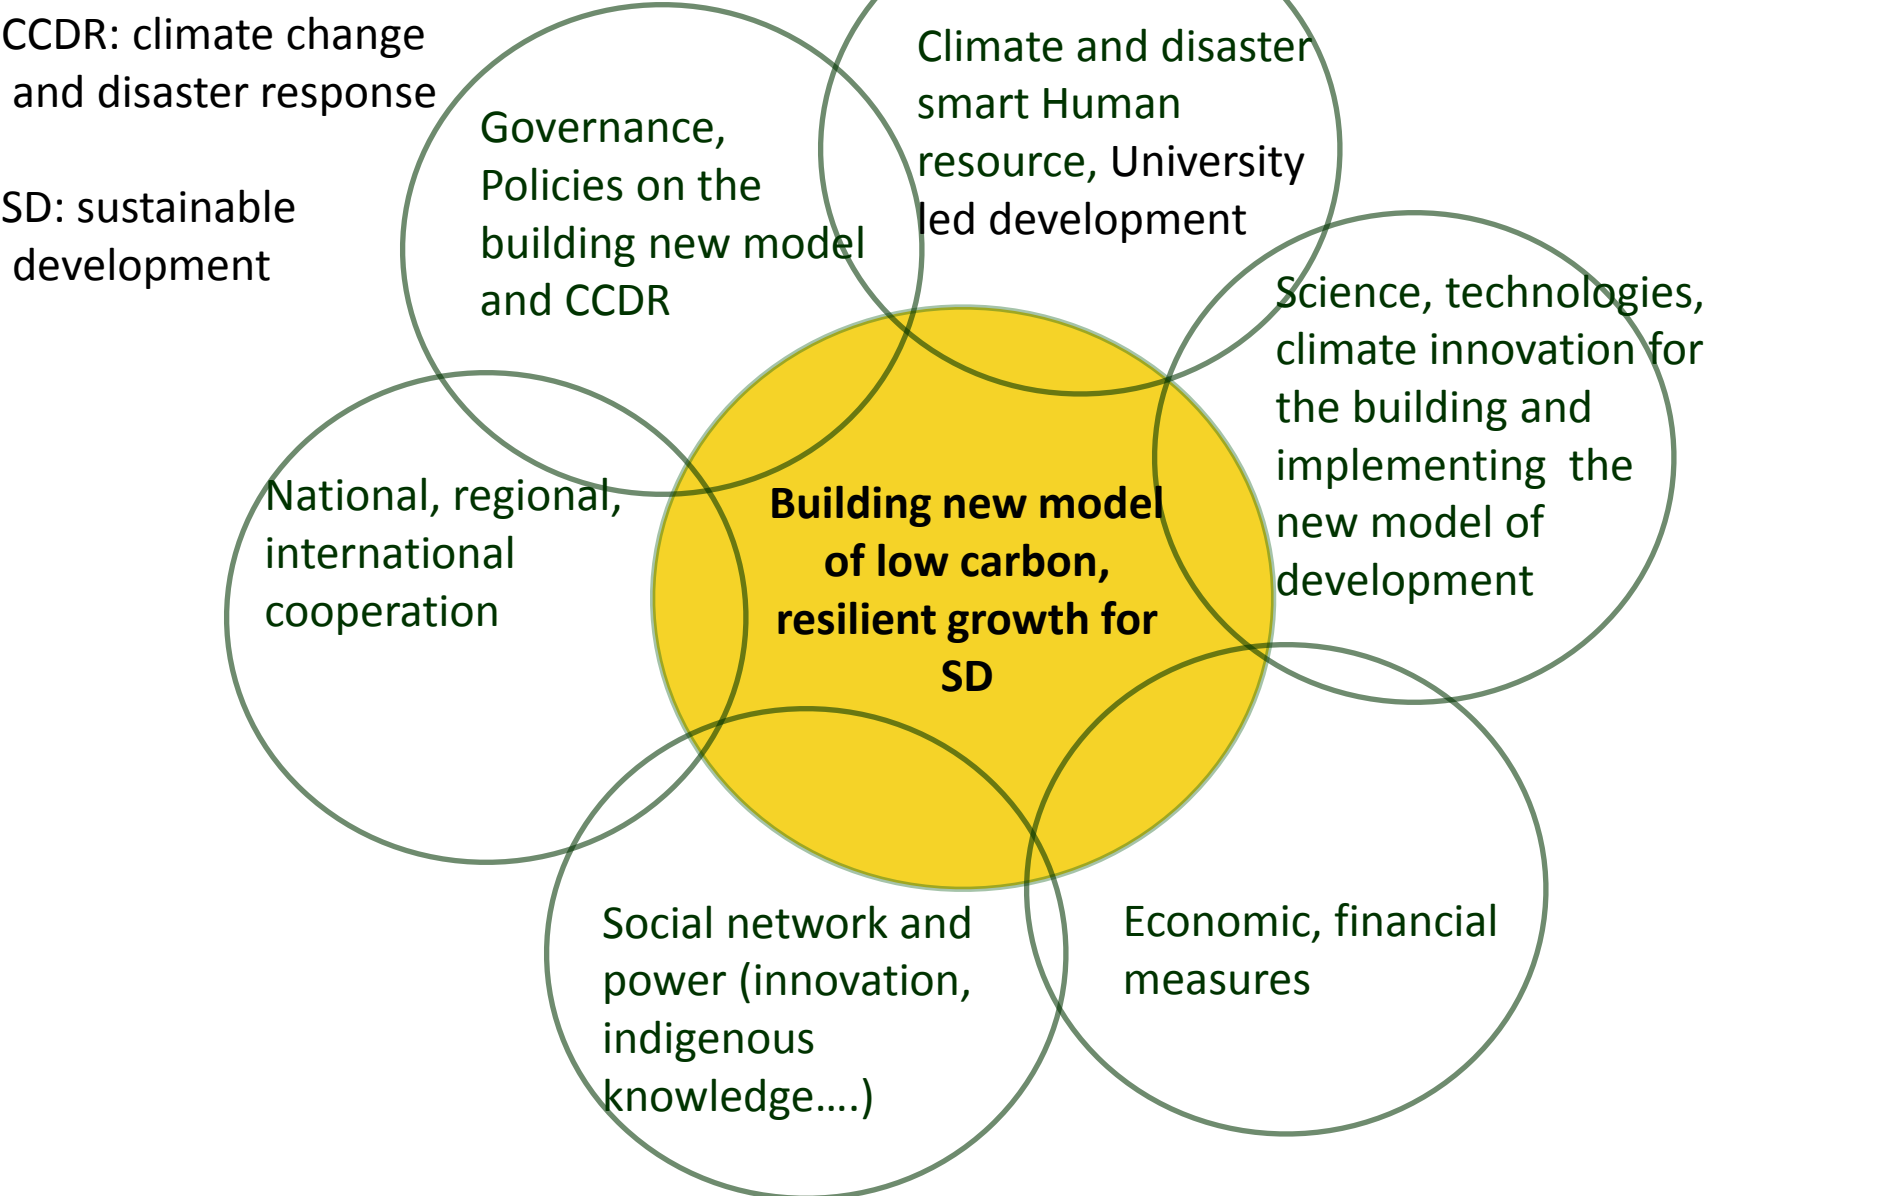 CCDR: climate change
and disaster response
SD: sustainable
development
Governance,
Policies on the
building new model
and CCDR
Climate and disaster
smart Human
resource, University
led development
Science, technologies,
climate innovation for
the building and
implementing the
new model of
development
National, regional,
international
cooperation
Building new model
of low carbon,
resilient growth for
SD
Social network and
power (innovation,
indigenous
knowledge….)
Economic, financial
measures